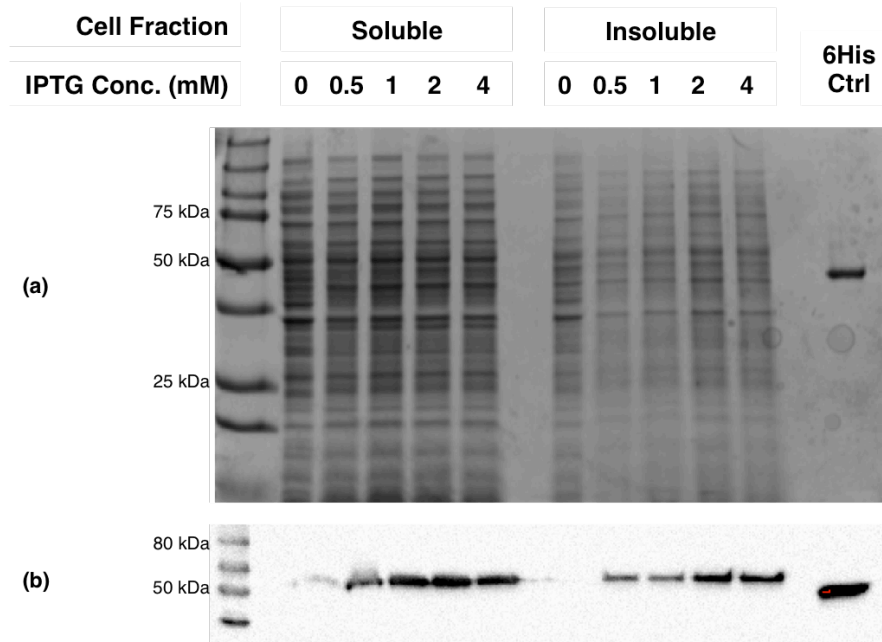 Cell Fraction Soluble Insoluble 6His Ctrl
IPTG Conc. (mM) 0 0.5 1 2 4 0 0.5 1 2 4
75 kDa
50 kDa
(a)
25 kDa
80 kDa
(b)
50 kDa